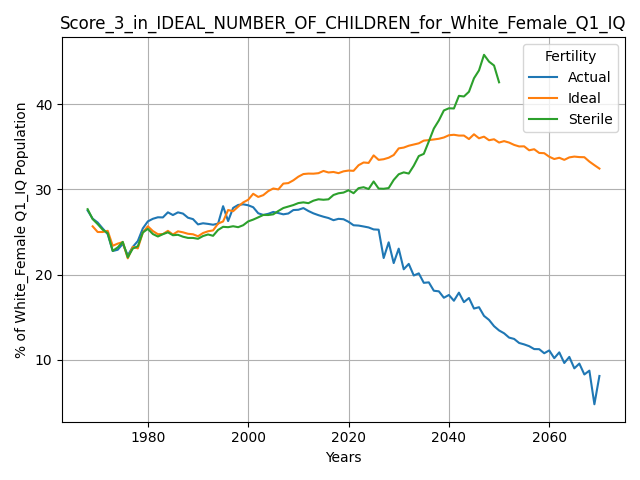 Score_3_in_IDEAL_NUMBER_OF_CHILDREN_for_White_Female_Q1_IQ
Fertility
Actual
Ideal
Sterile
% of White_Female Q1_IQ Population
40
30
20
10
1980
2000
2020
2040
2060
Years